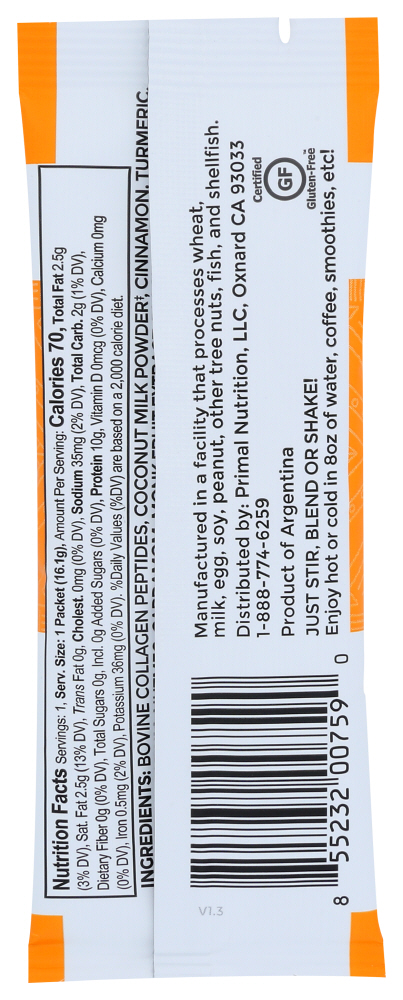 Nutrition Facts Servings: 1, Serv. Size: 1 Packet (16.1g), Amount Per Serving: Calories 70, Total Fat 2.5g
(3% DV), Sat. Fat 2.5g (13% DV), Trans Fat 0g, Cholest. 0mg (0% DV), Sodium 35mg (2% DV), Total Carb. 2g (1% DV),
Dietary Fiber 0g (0% DV), Total Sugars 0g, Incl. 0g Added Sugars (0% DV), Protein 10g, Vitamin D 0mcg (0% DV), Calcium 0mg
(0% DV), Iron 0.5mg (2% DV), Potassium 36mg (0% DV). %Daily Values (%DV) are based on a 2,000 calorie diet.
INGREDIENTS: BOVINE COLLAGEN PEPTIDES, COCONUT MILK POWDER‡, CINNAMON, TURMERIC,
Manufactured in a facility that processes wheat,
milk, egg, soy, peanut, other tree nuts, fish, and shellfish.
Distributed by: Primal Nutrition, LLC, Oxnard CA 93033
1-888-774-6259
Product of Argentina
JUST STIR, BLEND OR SHAKE!
Enjoy hot or cold in 8oz of water, coffee, smoothies, etc!
Certified
GF
Gluten-Free™
8 55232 00759 0
V1.3